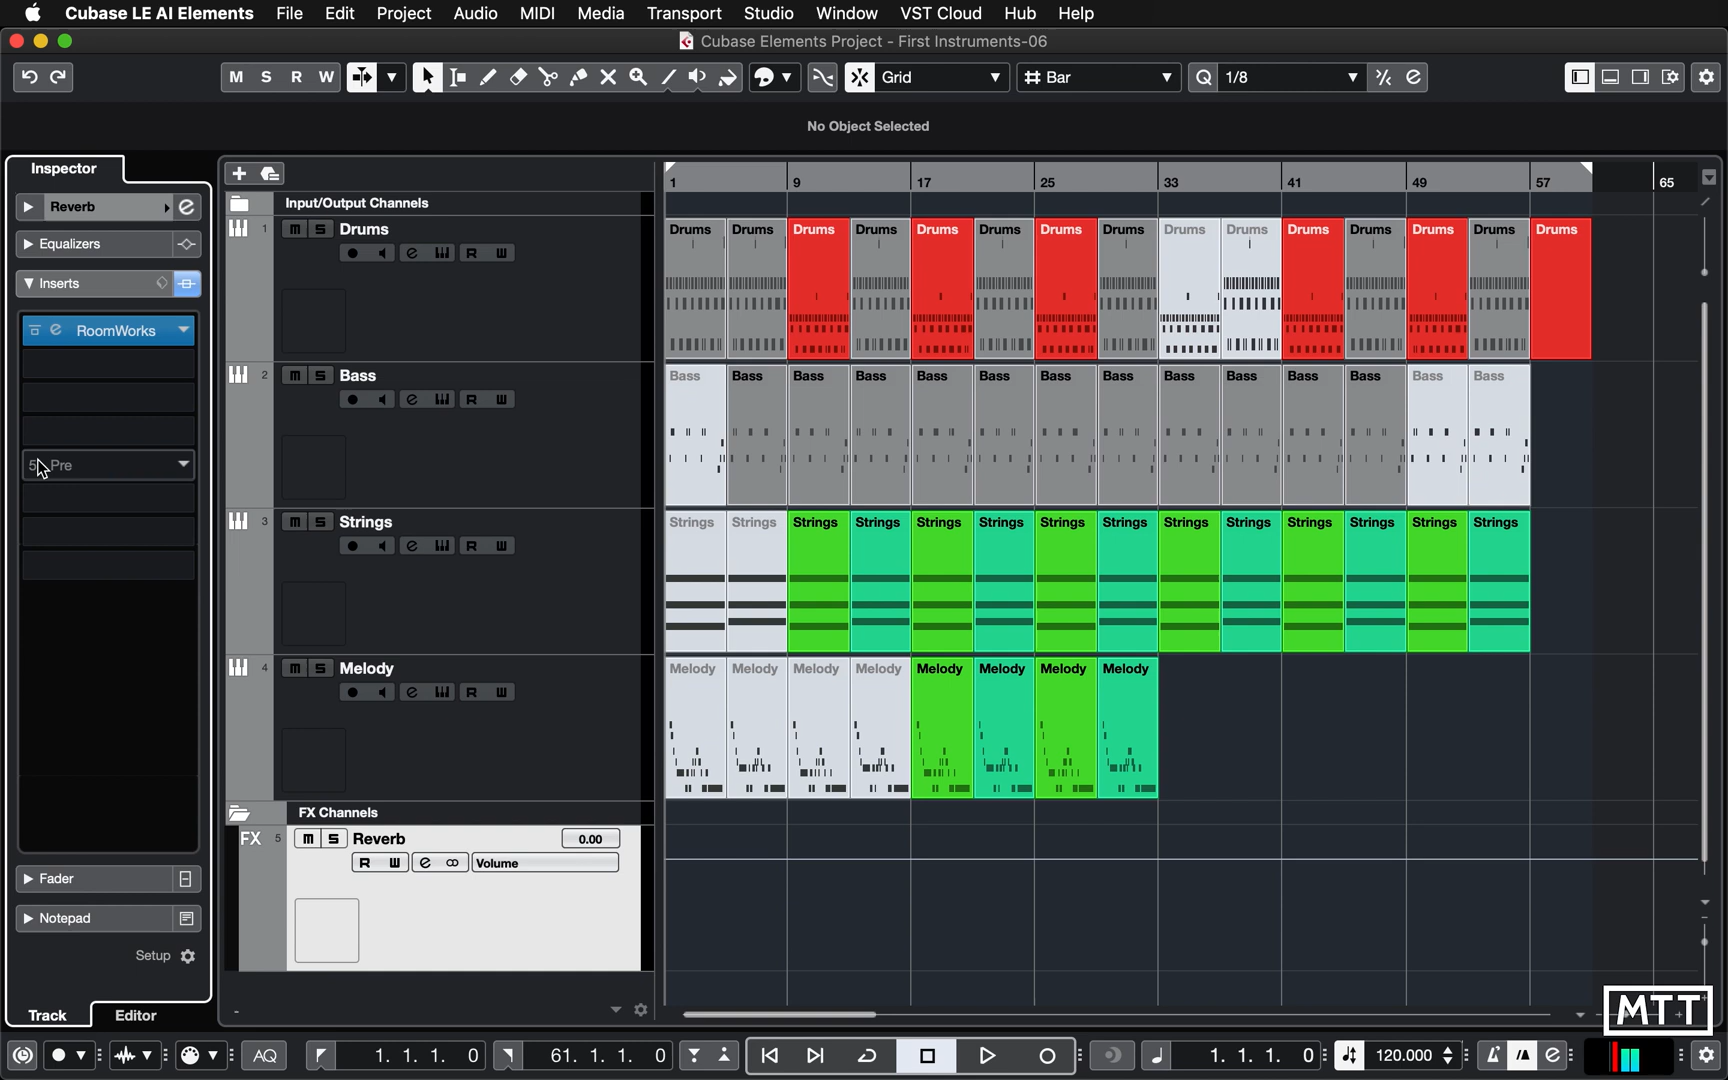 Cubase LE AI Elements File Edit Project Audio MIDI Media Transport Studio Window VST Cloud Hub Help
Cubase Elements Project - First Instruments-06
M S R W Grid Bar Q 1/8
No Object Selected
Inspector
1 9 17 25 33 41 49 57 65
Reverb
Input/Output Channels
1 m S Drums
Drums Drums Drums Drums Drums Drums Drums Drums Drums Drums Drums Drums Drums Drums Drums
R W
Equalizers
Inserts
RoomWorks
2 m S Bass
Bass Bass Bass Bass Bass Bass Bass Bass Bass Bass Bass Bass Bass Bass
R W
Pre
3 m S Strings
Strings Strings Strings Strings Strings Strings Strings Strings Strings Strings Strings Strings Strings Strings
R W
4 m S Melody
Melody Melody Melody Melody Melody Melody Melody Melody
R W
FX Channels
FX 5 m S Reverb 0.00
R W Volume
Fader
Notepad
Setup
Track Editor
MTT
AQ 1. 1. 1. 0 61. 1. 1. 0 1. 1. 1. 0 120.000